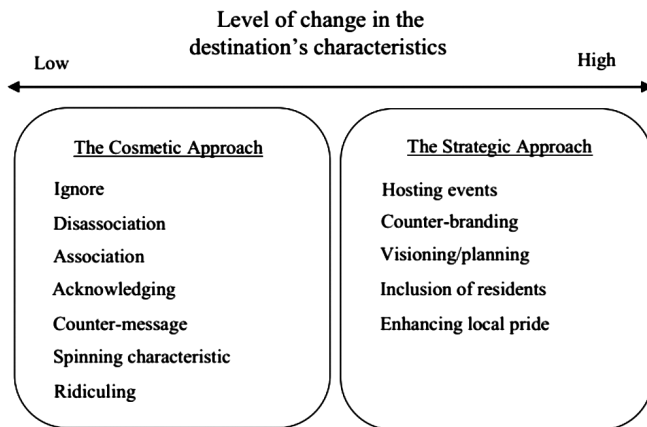 Level of change in the
destination's characteristics
Low
High
The Cosmetic Approach
Ignore
Disassociation
Association
Acknowledging
Counter-message
Spinning characteristic
Ridiculing
The Strategic Approach
Hosting events
Counter-branding
Visioning/planning
Inclusion of residents
Enhancing local pride